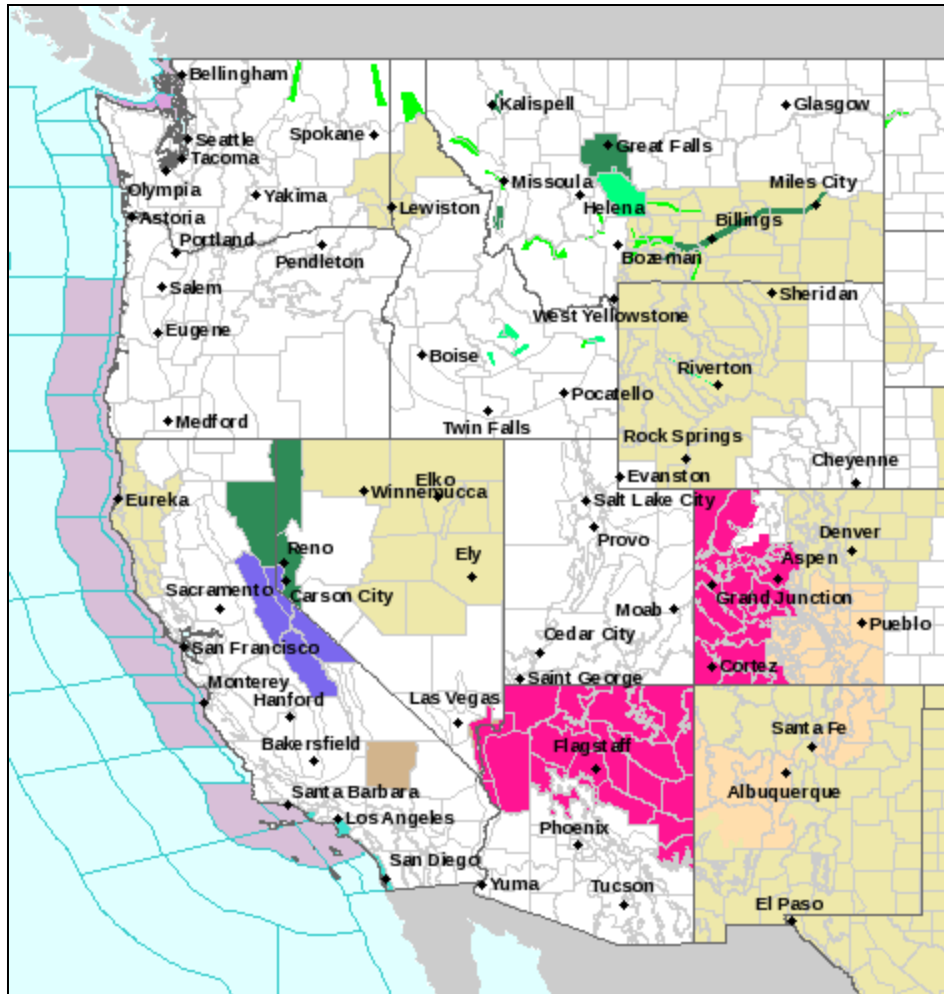 Bellingham
Kalispell
Glasgow
Spokane
Seattle
Great Falls
Tacoma
Olympia
Missoula
Miles City
Yakima
Helena
Lewiston
Astoria
Billings
Portland
Bozeman
Pendleton
Salem
Sheridan
West Yellowstone
Eugene
Boise
Riverton
Pocatello
Medford
Twin Falls
Rock Springs
Cheyenne
Evanston
Elko
Winnemucca
Eureka
Salt Lake City
Provo
Denver
Reno
Ely
Aspen
Sacramento
Carson City
Grand Junction
Moab
Pueblo
Cedar City
San Francisco
Cortez
Saint George
Monterey
Hanford
Las Vegas
Santa Fe
Bakersfield
Flagstaff
Albuquerque
Santa Barbara
Los Angeles
Phoenix
San Diego
Yuma
Tucson
El Paso